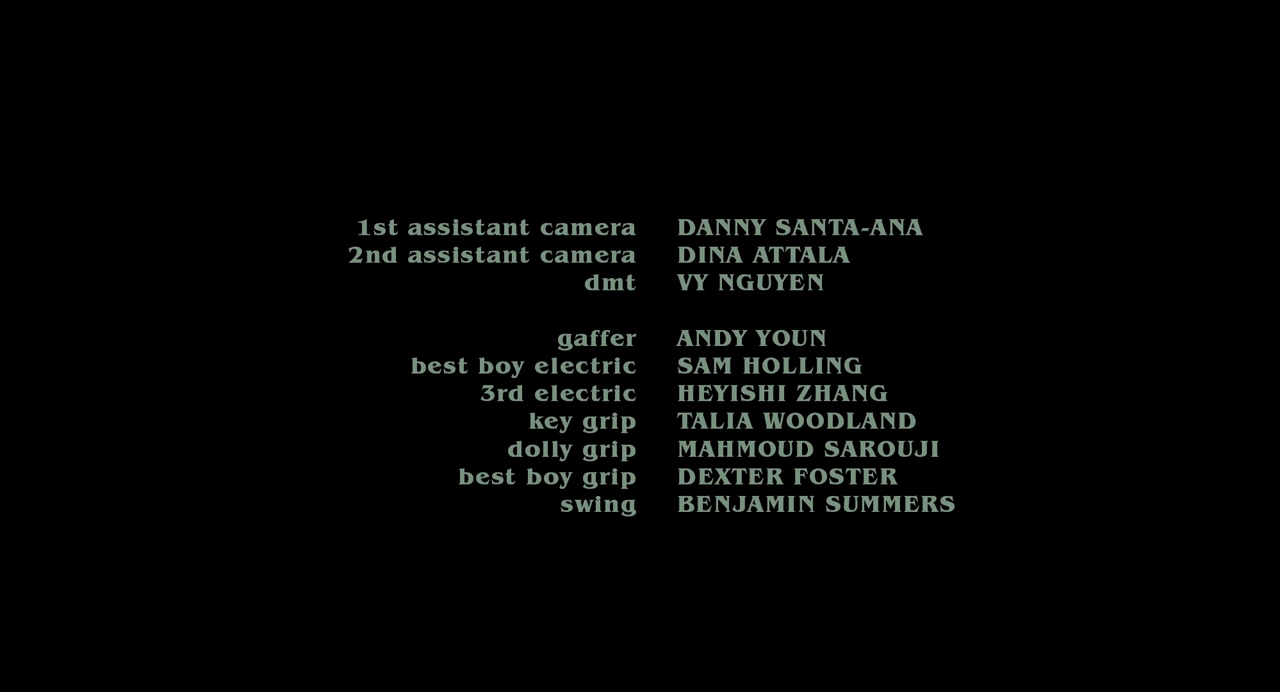 1st assistant camera DANNY SANTA-ANA
2nd assistant camera DINA ATTALA
dmt VY NGUYEN
gaffer ANDY YOUN
best boy electric SAM HOLLING
3rd electric HEYISHI ZHANG
key grip TALIA WOODLAND
dolly grip MAHMOUD SAROUJI
best boy grip DEXTER FOSTER
swing BENJAMIN SUMMERS